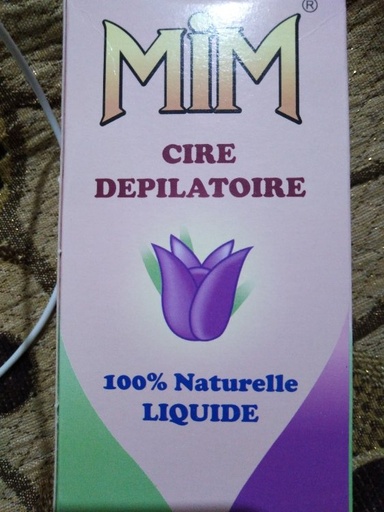 MiM®
CIRE
DEPILATOIRE
100% Naturelle
LIQUIDE